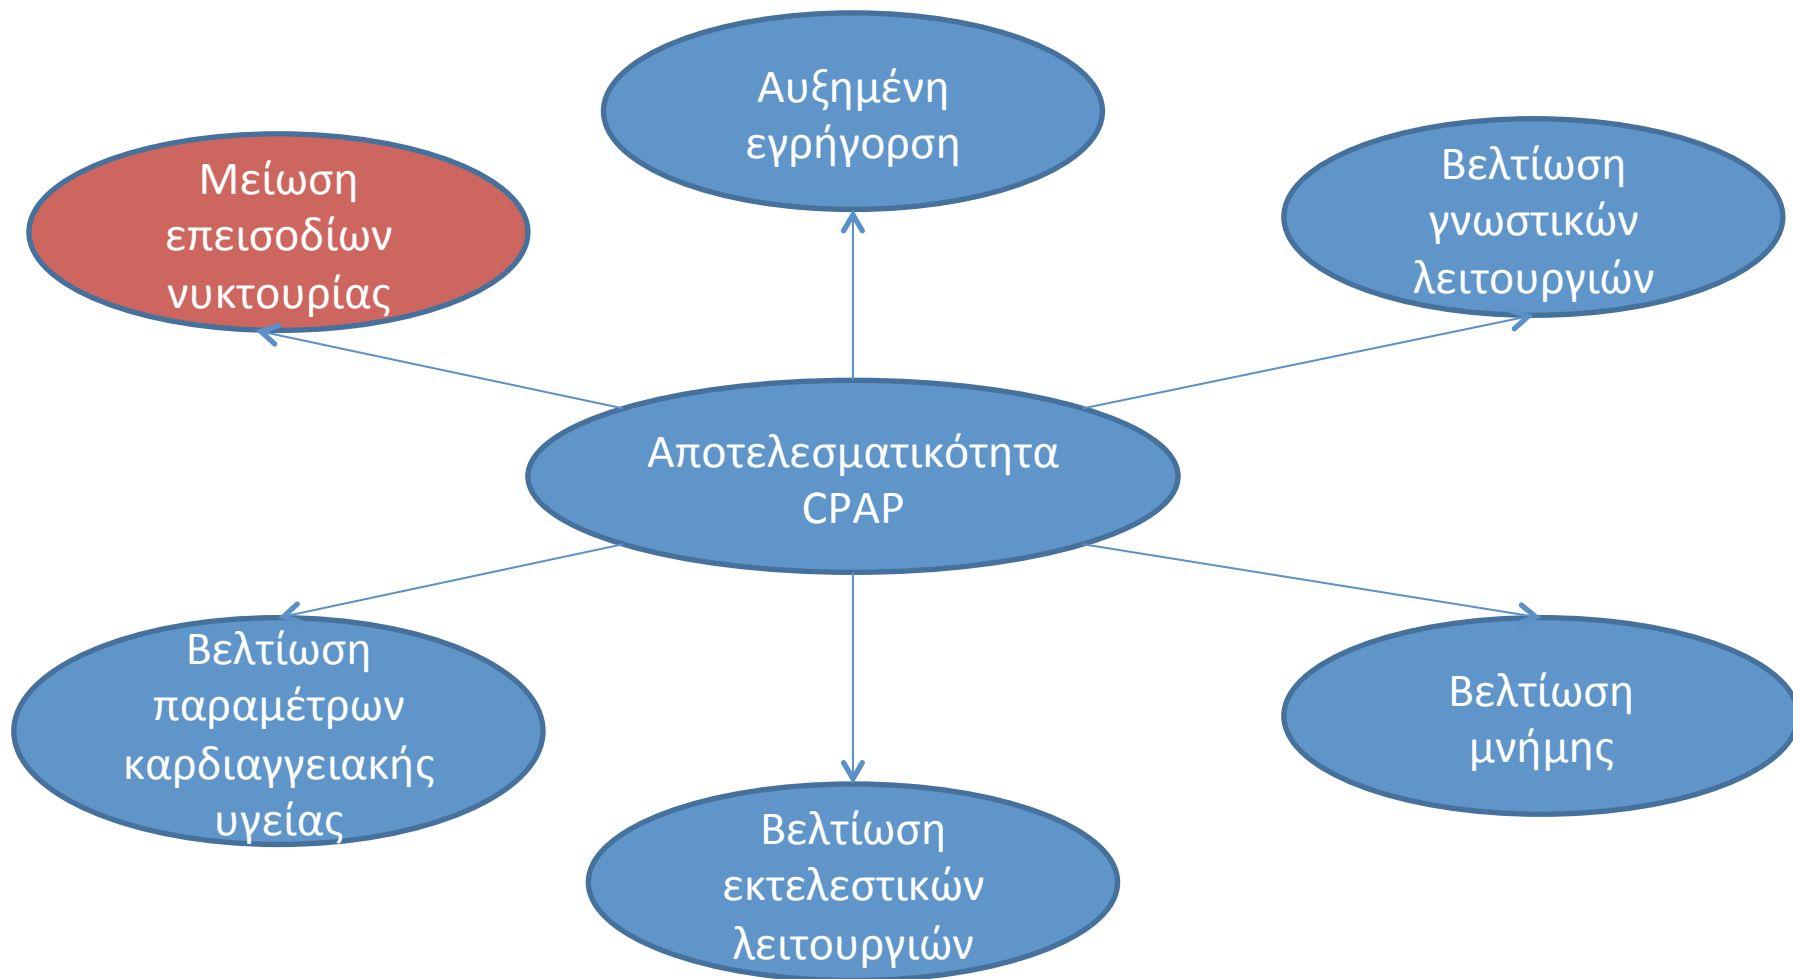 Αυξημένη
εγρήγορση
Μείωση
επεισοδίων
νυκτουρίας
Βελτίωση
γνωστικών
λειτουργιών
Αποτελεσματικότητα
CPAP
Βελτίωση
παραμέτρων
καρδιαγγειακής
υγείας
Βελτίωση
μνήμης
Βελτίωση
εκτελεστικών
λειτουργιών